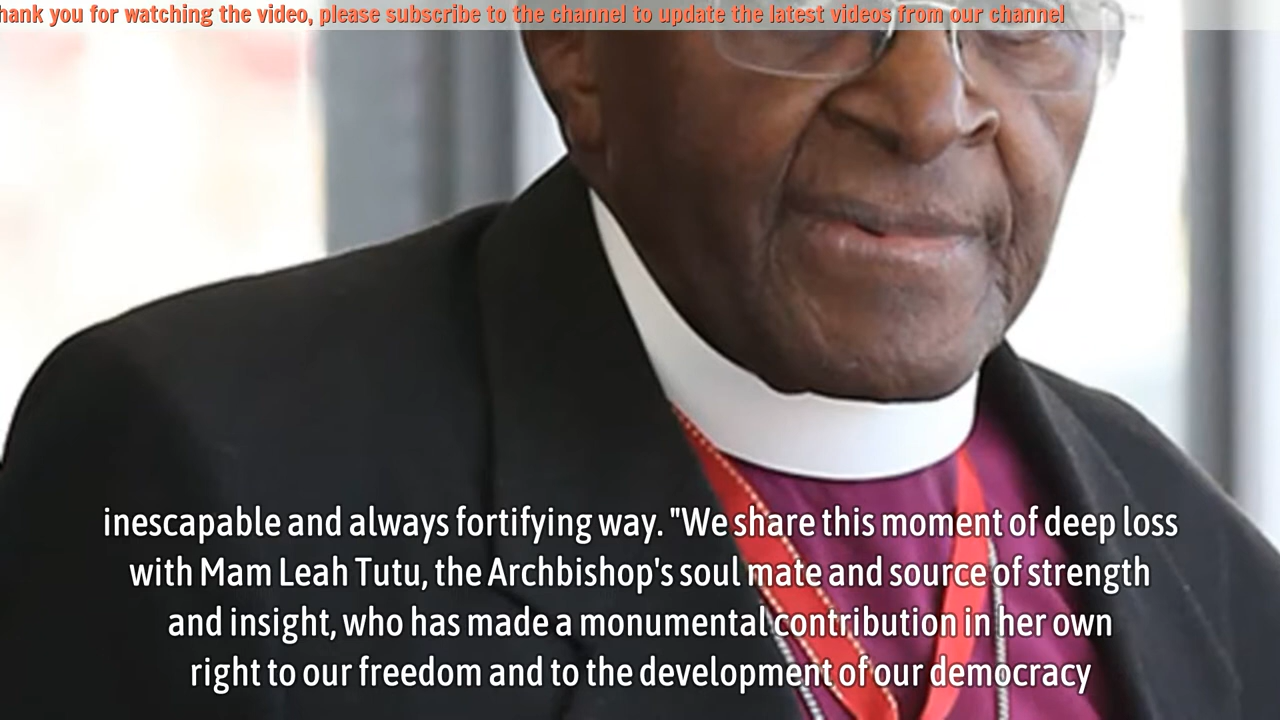 hank you for watching the video, please subscribe to the channel to update the latest videos from our channel
inescapable and always fortifying way. "We share this moment of deep loss
with Mam Leah Tutu, the Archbishop's soul mate and source of strength
and insight, who has made a monumental contribution in her own
right to our freedom and to the development of our democracy